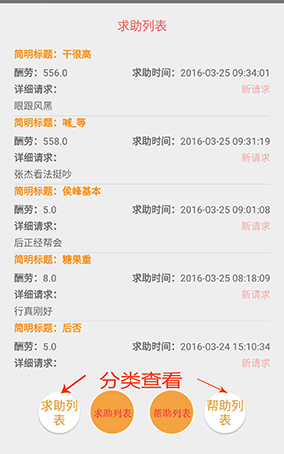 求助列表
简明标题：干很高
酬劳：556.0 求助时间：2016-03-25 09:34:01
详细请求： 新请求
眼跟风黑
简明标题：喊_等
酬劳：558.0 求助时间：2016-03-25 09:31:19
详细请求： 新请求
张杰看法挺吵
简明标题：侯峰基本
酬劳：5.0 求助时间：2016-03-25 09:01:08
详细请求： 新请求
后正经帮会
简明标题：糖果重
酬劳：8.0 求助时间：2016-03-25 08:18:09
详细请求： 新请求
行真刚好
简明标题：后否
酬劳：5.0 求助时间：2016-03-24 15:10:34
详细请求： 新请求
分类查看
求助列表
求助列表
帮助列表
帮助列表